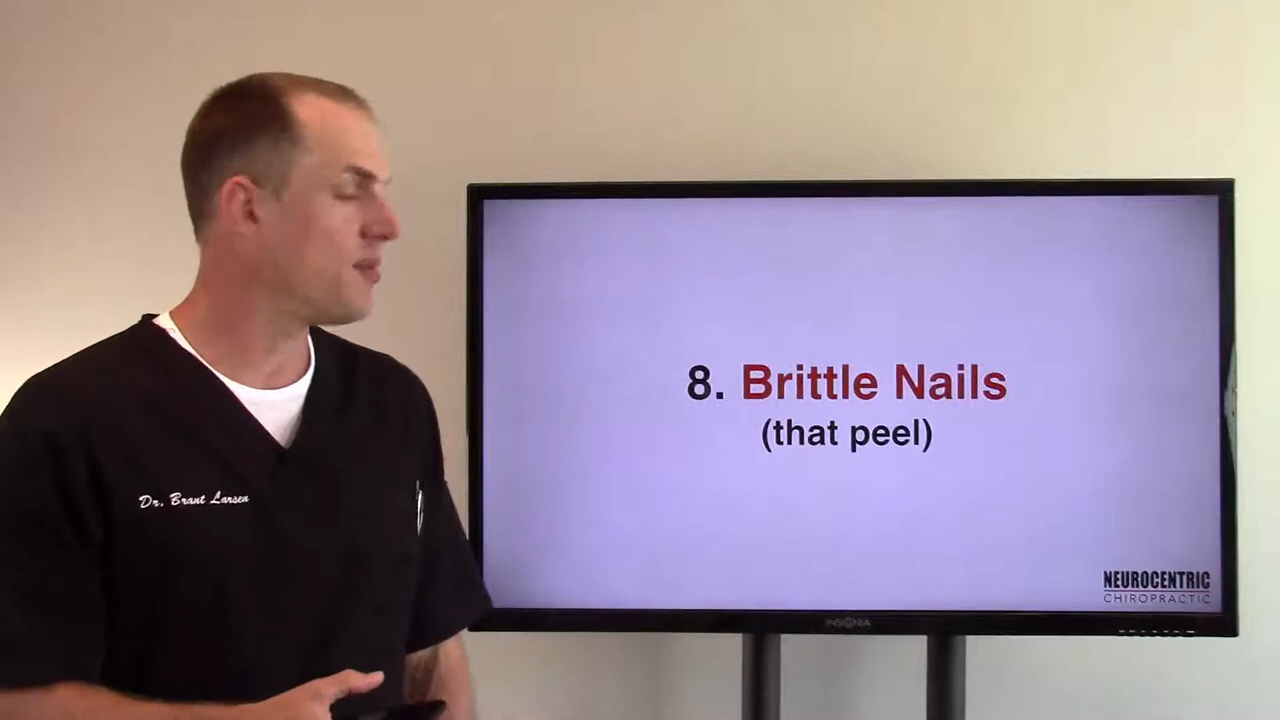 8. Brittle Nails
(that peel)
Dr. Brant Larsen
NEUROCENTRIC
CHIROPRACTIC
INSIGNIA